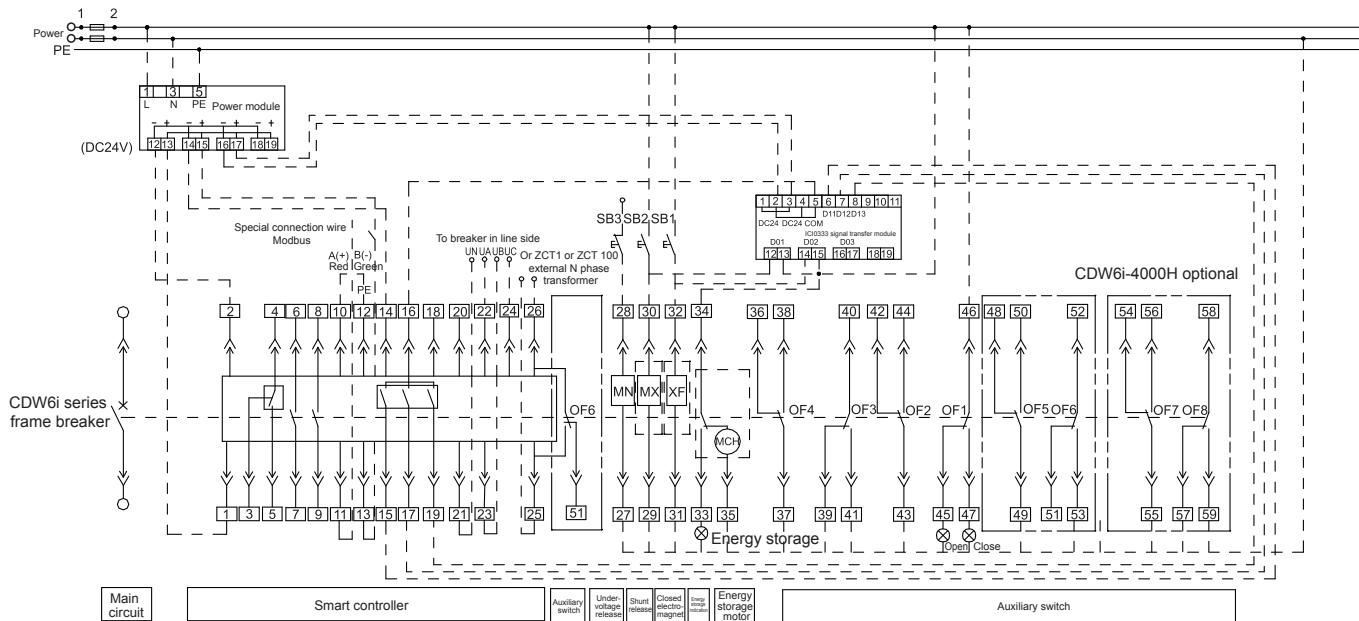 1 2
Power
PE
1 3 5
L N PE Power module
- + - + - + - +
(DC24V) 12 13 14 15 16 17 18 19
1 2 3 4 5 6 7 8 9 10 11
D11D12D13
DC24 DC24 COM
ICI0333 signal transfer module
D01 D02 D03
12 13 14 15 16 17 18 19
SB3 SB2 SB1
Special connection wire
Modbus
A(+) B(-)
Red Green
PE
To breaker in line side
UN UA UB UC
Or ZCT1 or ZCT 100
external N phase
transformer
CDW6i-4000H optional
2 4 6 8 10 12 14 16 18 20 22 24 26 28 30 32 34 36 38 40 42 44 46 48 50 52 54 56 58
MN MX XF
MCH
CDW6i series
frame breaker
OF6 OF4 OF3 OF2 OF1 OF5 OF6 OF7 OF8
1 3 5 7 9 11 13 15 17 19 21 23 25 51 27 29 31 33 35 37 39 41 43 45 47 49 51 53 55 57 59
Energy storage
Open Close
Main
circuit
Smart controller
Auxiliary
switch
Under-
voltage
release
Shunt
release
Closed
electro-
magnet
Energy
storage
indication
Energy
storage
motor
Auxiliary switch